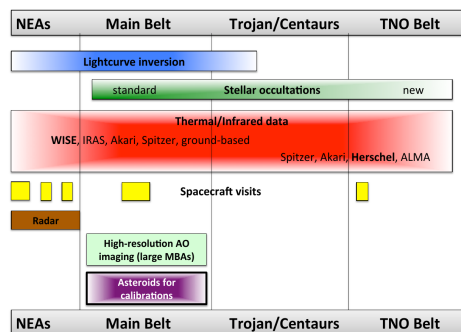 NEAs Main Belt Trojan/Centaurs TNO Belt
Lightcurve inversion
standard Stellar occultations new
Thermal/Infrared data
WISE, IRAS, Akari, Spitzer, ground-based
Spitzer, Akari, Herschel, ALMA
Spacecraft visits
Radar
High-resolution AO
imaging (large MBAs)
Asteroids for
calibrations
NEAs Main Belt Trojan/Centaurs TNO Belt